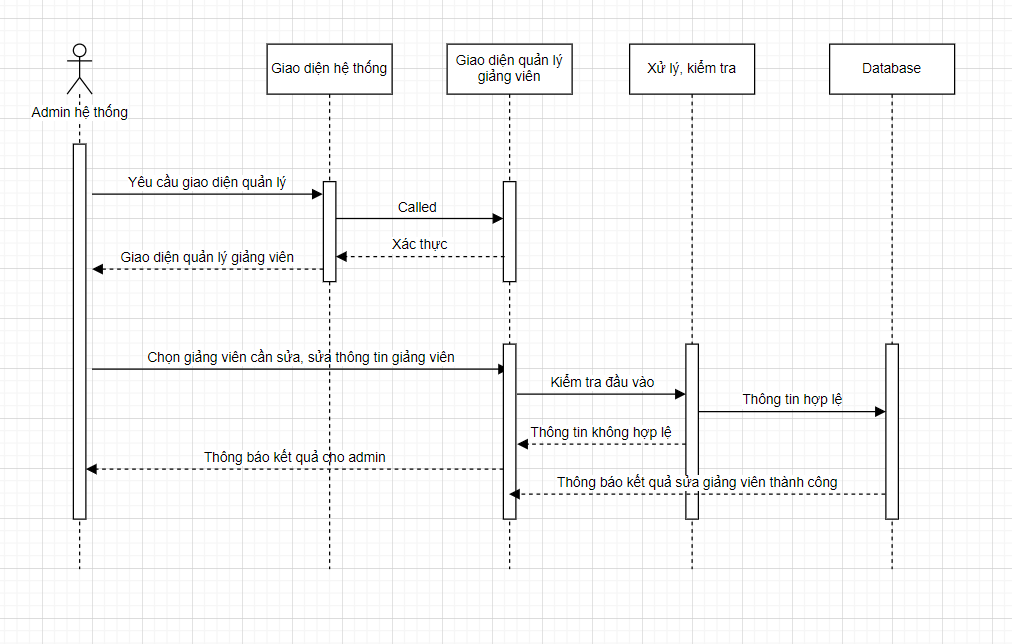 Admin hệ thống
Giao diện hệ thống
Giao diện quản lý
giảng viên
Xử lý, kiểm tra
Database
Yêu cầu giao diện quản lý
Called
Xác thực
Giao diện quản lý giảng viên
Chọn giảng viên cần sửa, sửa thông tin giảng viên
Kiểm tra đầu vào
Thông tin hợp lệ
Thông tin không hợp lệ
Thông báo kết quả cho admin
Thông báo kết quả sửa giảng viên thành công